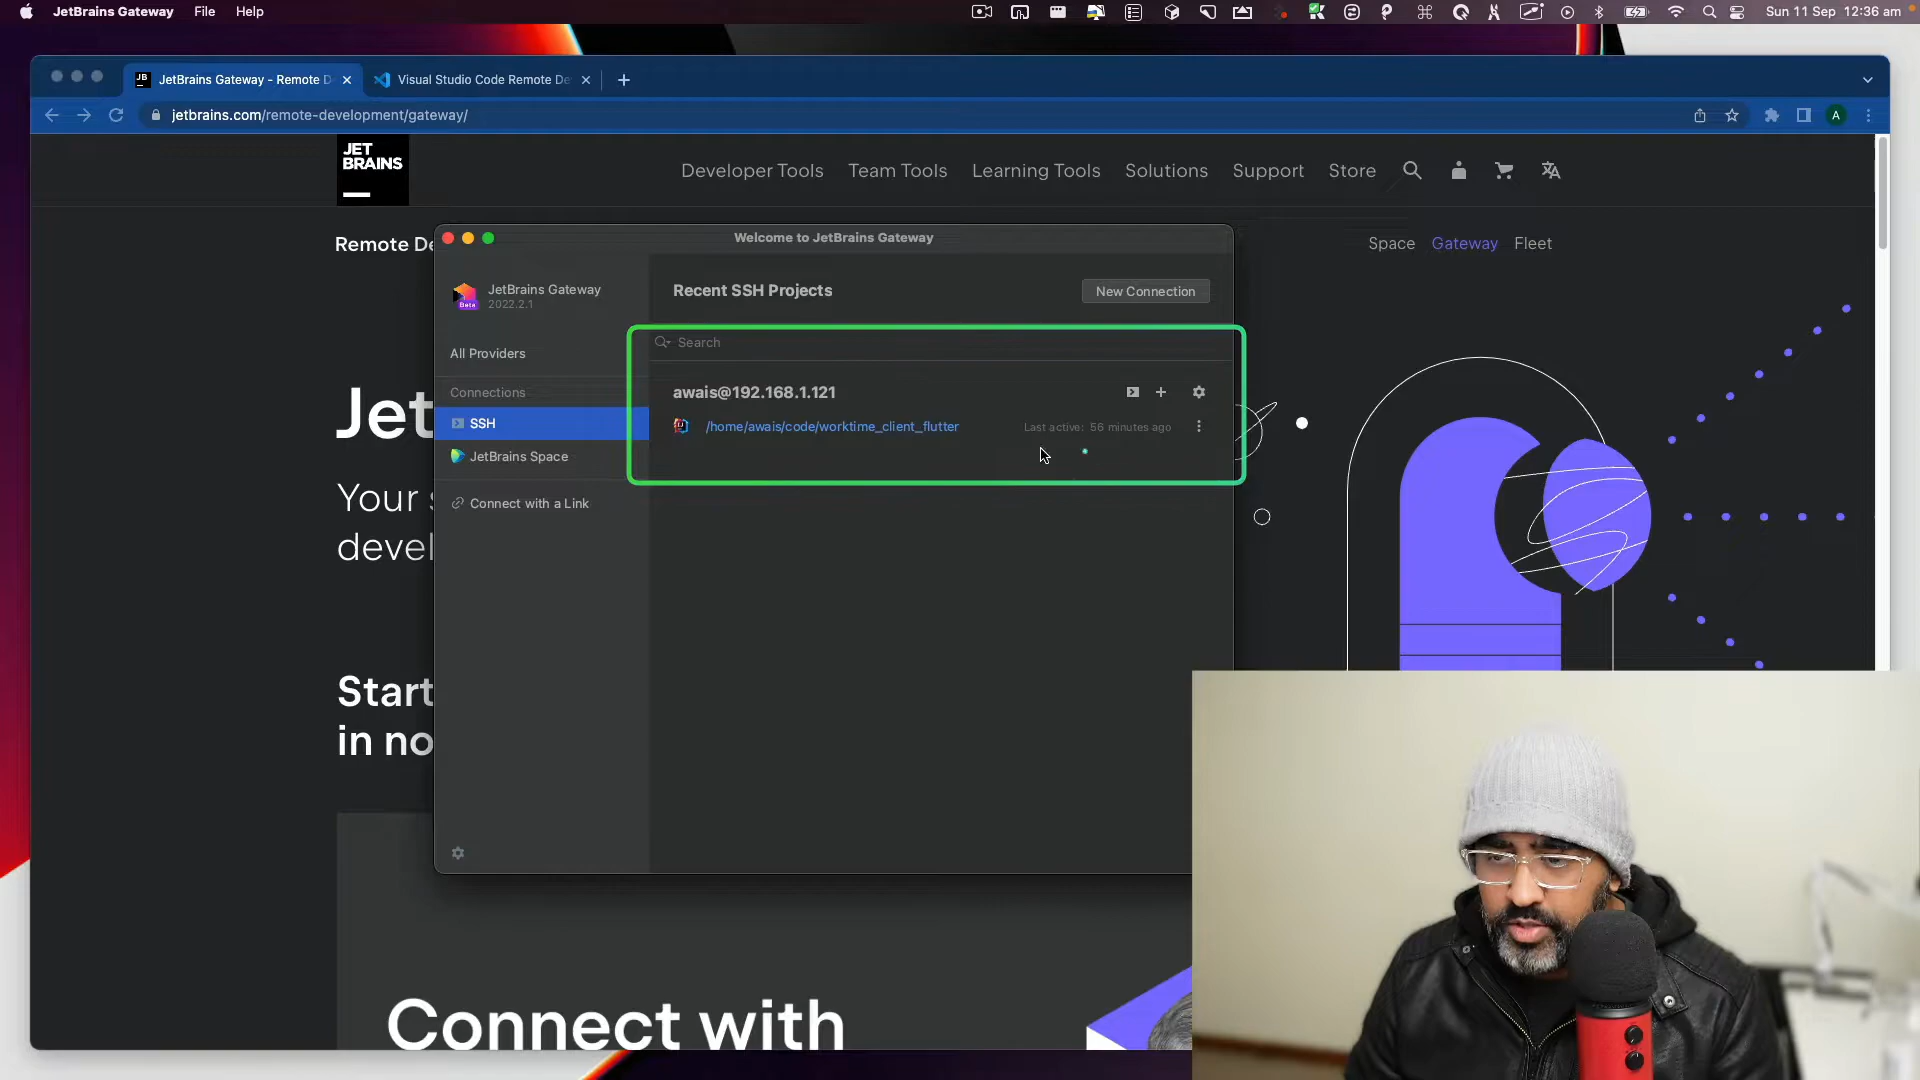 JetBrains Gateway File Help
Sun 11 Sep 12:36 am
JB JetBrains Gateway - Remote D
Visual Studio Code Remote De
jetbrains.com/remote-development/gateway/
A
JET
BRAINS
Developer Tools Team Tools Learning Tools Solutions Support Store
Remote De
Space Gateway Fleet
Welcome to JetBrains Gateway
JetBrains Gateway
2022.2.1
Beta
Recent SSH Projects
New Connection
All Providers
Search
Connections
awais@192.168.1.121
SSH
/home/awais/code/worktime_client_flutter
Last active: 56 minutes ago
JetBrains Space
Connect with a Link
Jet
Your s
devel
Start
in no
Connect with